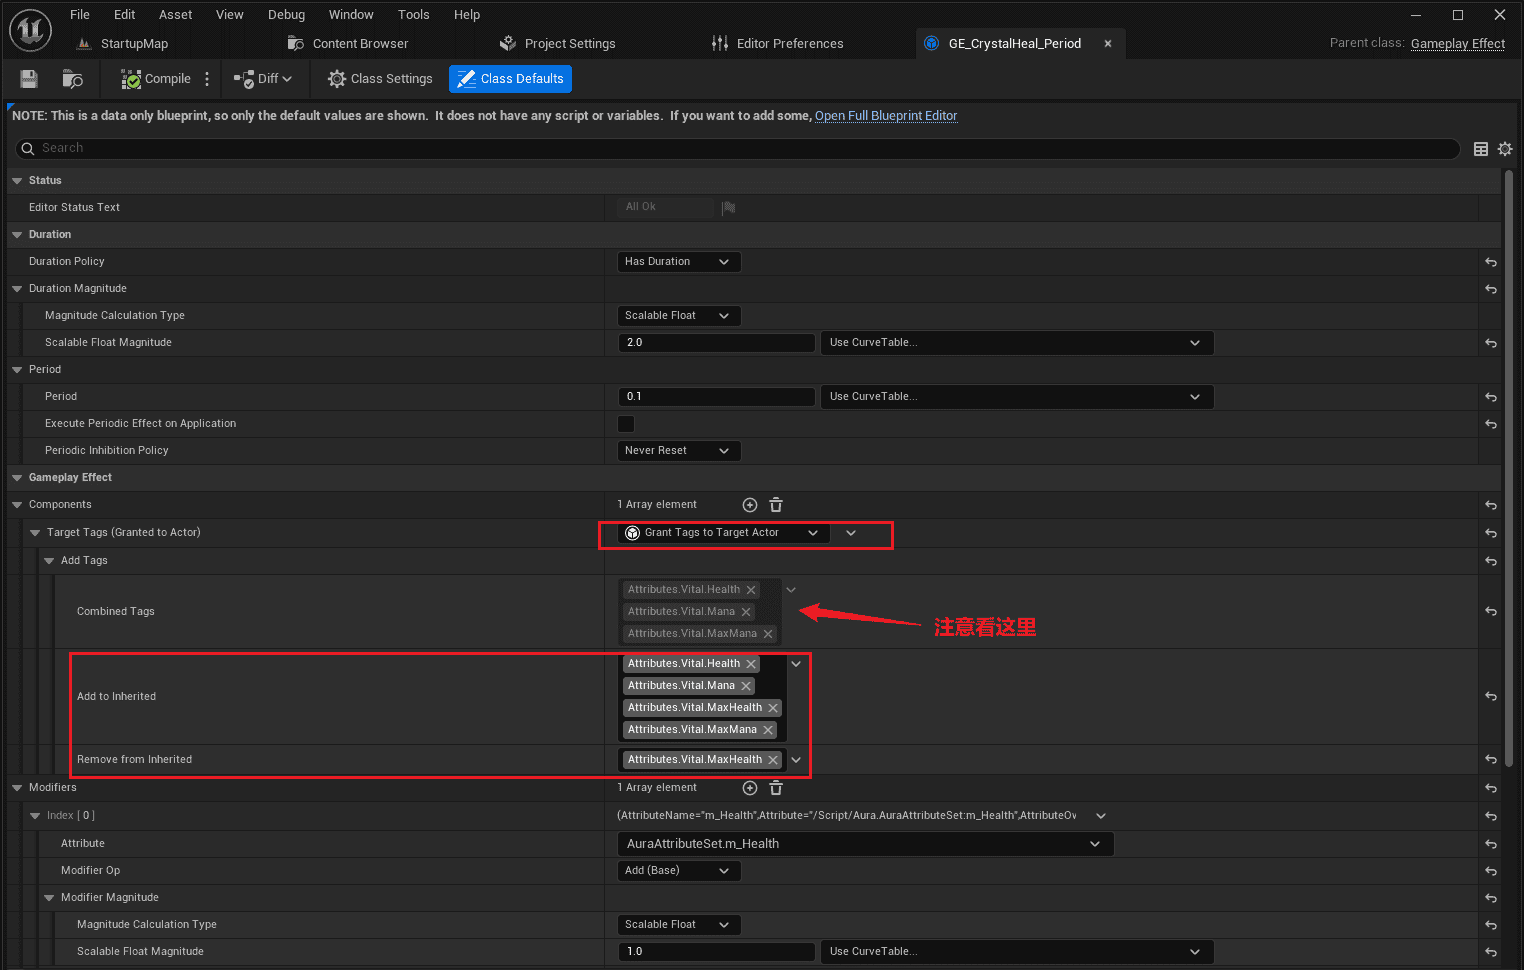 File Edit Asset View Debug Window Tools Help
StartupMap Content Browser Project Settings Editor Preferences GE_CrystalHeal_Period Parent class: Gameplay Effect
Compile Diff Class Settings Class Defaults
NOTE: This is a data only blueprint, so only the default values are shown. It does not have any script or variables. If you want to add some, Open Full Blueprint Editor
Search
Status
Editor Status Text All Ok
Duration
Duration Policy Has Duration
Duration Magnitude
Magnitude Calculation Type Scalable Float
Scalable Float Magnitude 2.0 Use CurveTable...
Period
Period 0.1 Use CurveTable...
Execute Periodic Effect on Application
Periodic Inhibition Policy Never Reset
Gameplay Effect
Components 1 Array element
Target Tags (Granted to Actor) Grant Tags to Target Actor
Add Tags
Combined Tags
Attributes.Vital.Health
Attributes.Vital.Mana
Attributes.Vital.MaxMana
注意看这里
Add to Inherited
Attributes.Vital.Health
Attributes.Vital.Mana
Attributes.Vital.MaxHealth
Attributes.Vital.MaxMana
Remove from Inherited Attributes.Vital.MaxHealth
Modifiers 1 Array element
Index [ 0 ] (AttributeName="m_Health",Attribute="/Script/Aura.AuraAttributeSet:m_Health",AttributeOw
Attribute AuraAttributeSet.m_Health
Modifier Op Add (Base)
Modifier Magnitude
Magnitude Calculation Type Scalable Float
Scalable Float Magnitude 1.0 Use CurveTable...